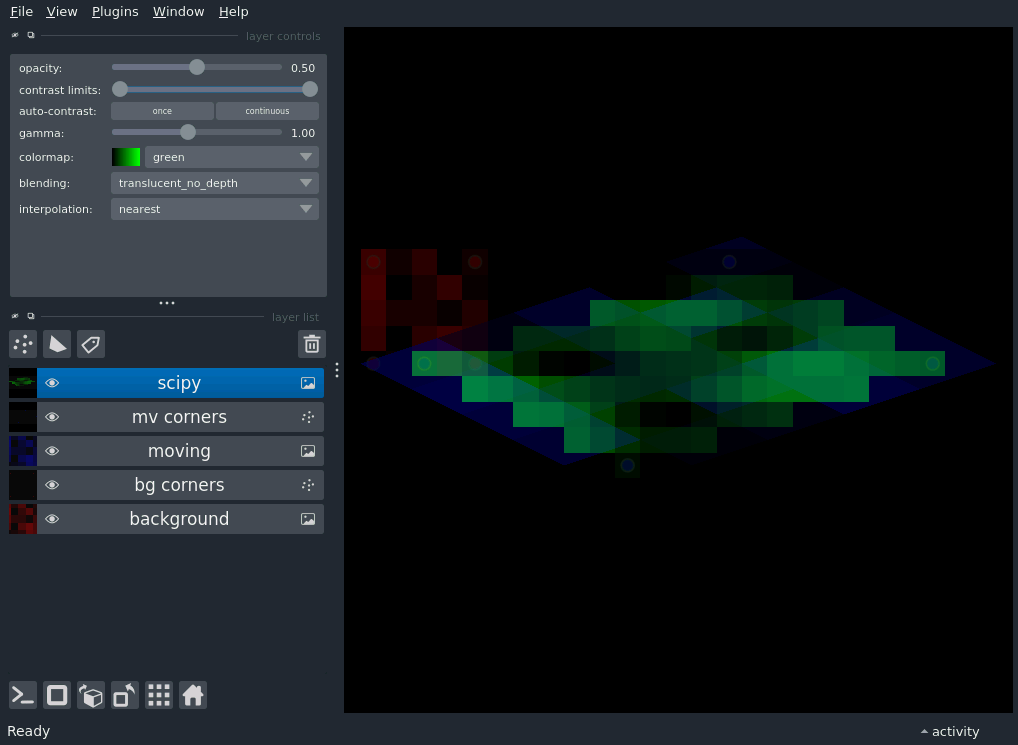 File View Plugins Window Help
layer controls
opacity: 0.50
contrast limits:
auto-contrast: once continuous
gamma: 1.00
colormap: green
blending: translucent_no_depth
interpolation: nearest
layer list
scipy
mv corners
moving
bg corners
background
Ready activity